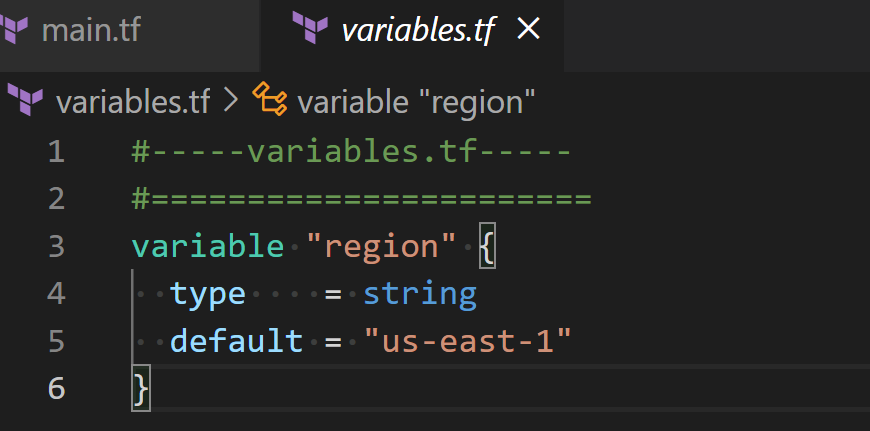 main.tf variables.tf
variables.tf > variable "region"
1 #-----variables.tf-----
2 #=======================
3 variable "region" {
4   type    = string
5   default = "us-east-1"
6 }